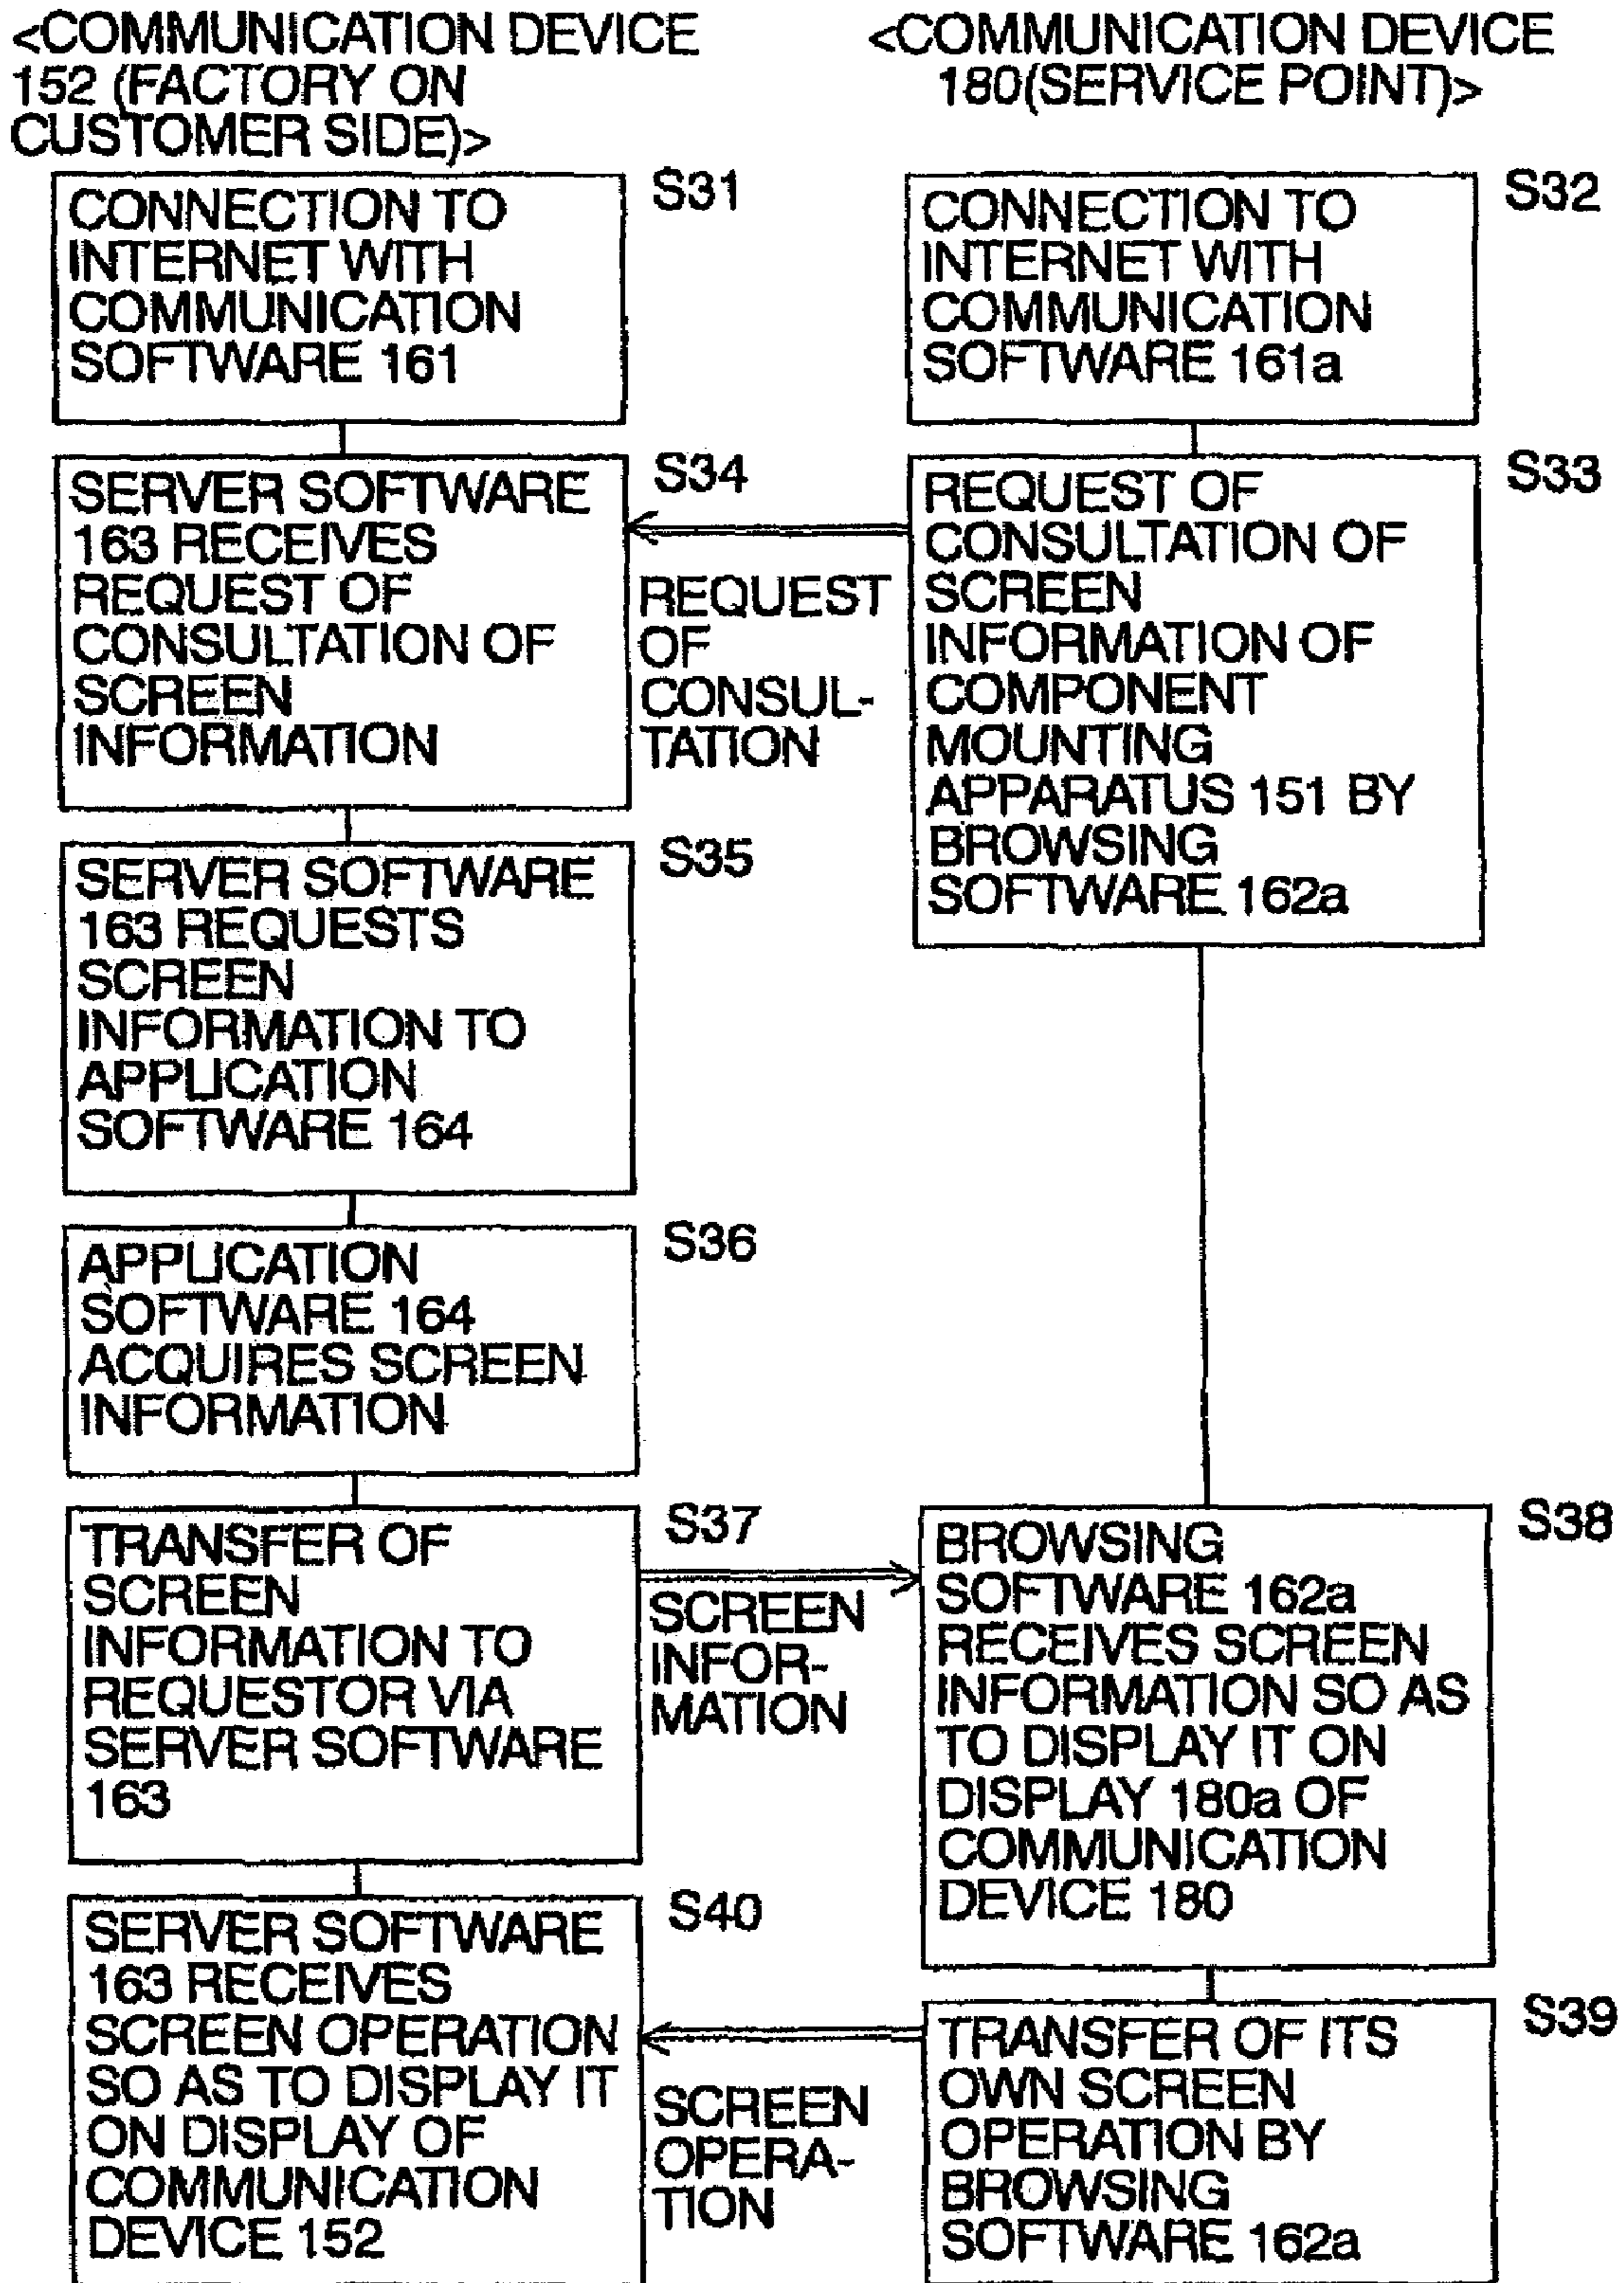 <COMMUNICATION DEVICE
152 (FACTORY ON
CUSTOMER SIDE)>
<COMMUNICATION DEVICE
180(SERVICE POINT)>
S31
CONNECTION TO
INTERNET WITH
COMMUNICATION
SOFTWARE 161
S32
CONNECTION TO
INTERNET WITH
COMMUNICATION
SOFTWARE 161a
S34
SERVER SOFTWARE
163 RECEIVES
REQUEST OF
CONSULTATION OF
SCREEN
INFORMATION
REQUEST
OF
CONSUL-
TATION
S33
REQUEST OF
CONSULTATION OF
SCREEN
INFORMATION OF
COMPONENT
MOUNTING
APPARATUS 151 BY
BROWSING
SOFTWARE 162a
S35
SERVER SOFTWARE
163 REQUESTS
SCREEN
INFORMATION TO
APPLICATION
SOFTWARE 164
S36
APPLICATION
SOFTWARE 164
ACQUIRES SCREEN
INFORMATION
S37
TRANSFER OF
SCREEN
INFORMATION TO
REQUESTOR VIA
SERVER SOFTWARE
163
SCREEN
INFOR-
MATION
S38
BROWSING
SOFTWARE 162a
RECEIVES SCREEN
INFORMATION SO AS
TO DISPLAY IT ON
DISPLAY 180a OF
COMMUNICATION
DEVICE 180
S40
SERVER SOFTWARE
163 RECEIVES
SCREEN OPERATION
SO AS TO DISPLAY IT
ON DISPLAY OF
COMMUNICATION
DEVICE 152
SCREEN
OPERA-
TION
S39
TRANSFER OF ITS
OWN SCREEN
OPERATION BY
BROWSING
SOFTWARE 162a